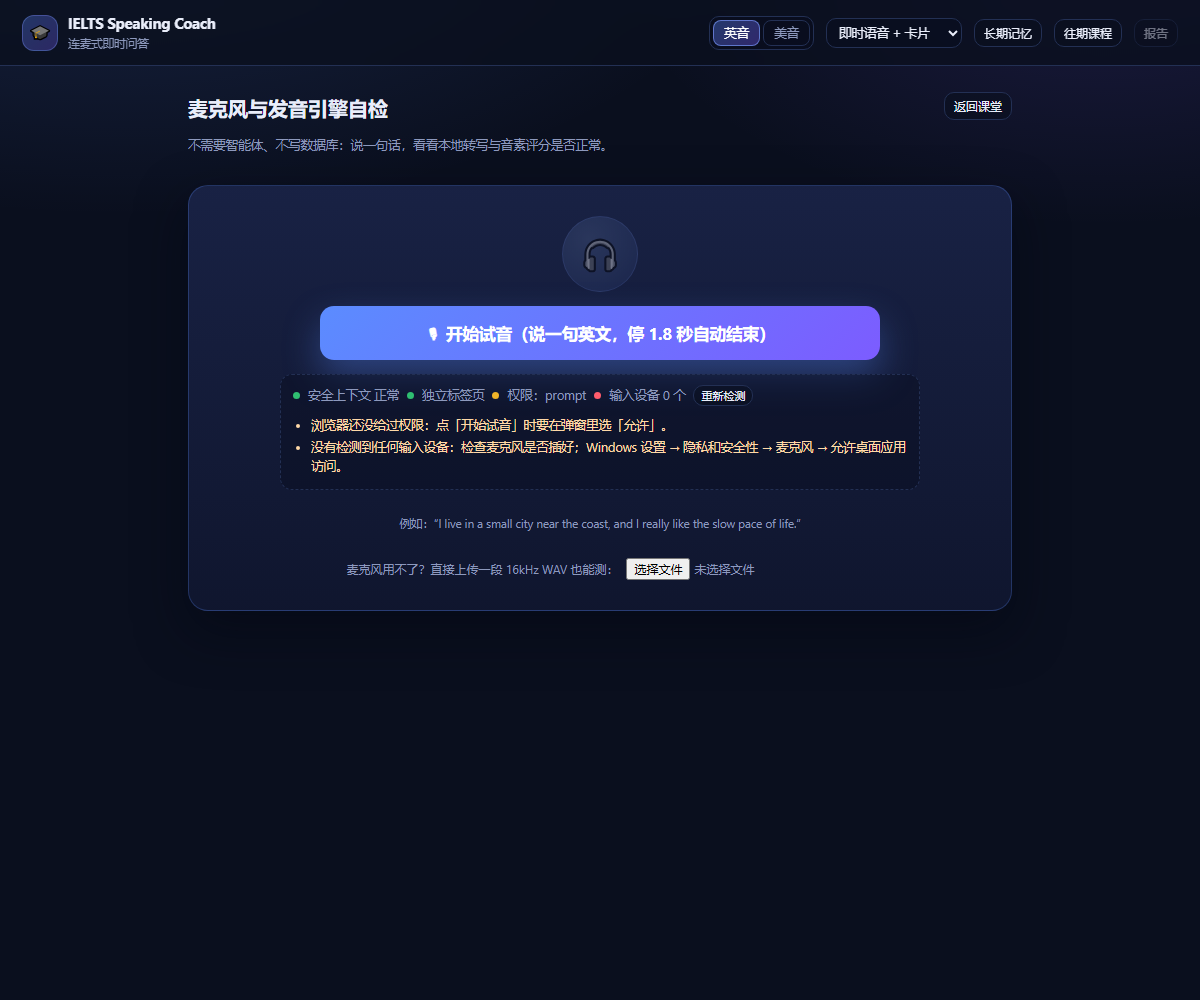 IELTS Speaking Coach
连麦式即时问答
英音 美音 即时语音 + 卡片 长期记忆 往期课程 报告
麦克风与发音引擎自检
返回课堂
不需要智能体、不写数据库：说一句话，看看本地转写与音素评分是否正常。
开始试音（说一句英文，停 1.8 秒自动结束）
安全上下文 正常 独立标签页 权限：prompt 输入设备 0 个 重新检测
浏览器还没给过权限：点「开始试音」时要在弹窗里选「允许」。
没有检测到任何输入设备：检查麦克风是否插好；Windows 设置 → 隐私和安全性 → 麦克风 → 允许桌面应用
访问。
例如：“I live in a small city near the coast, and I really like the slow pace of life.”
麦克风用不了？直接上传一段 16kHz WAV 也能测： 选择文件 未选择文件